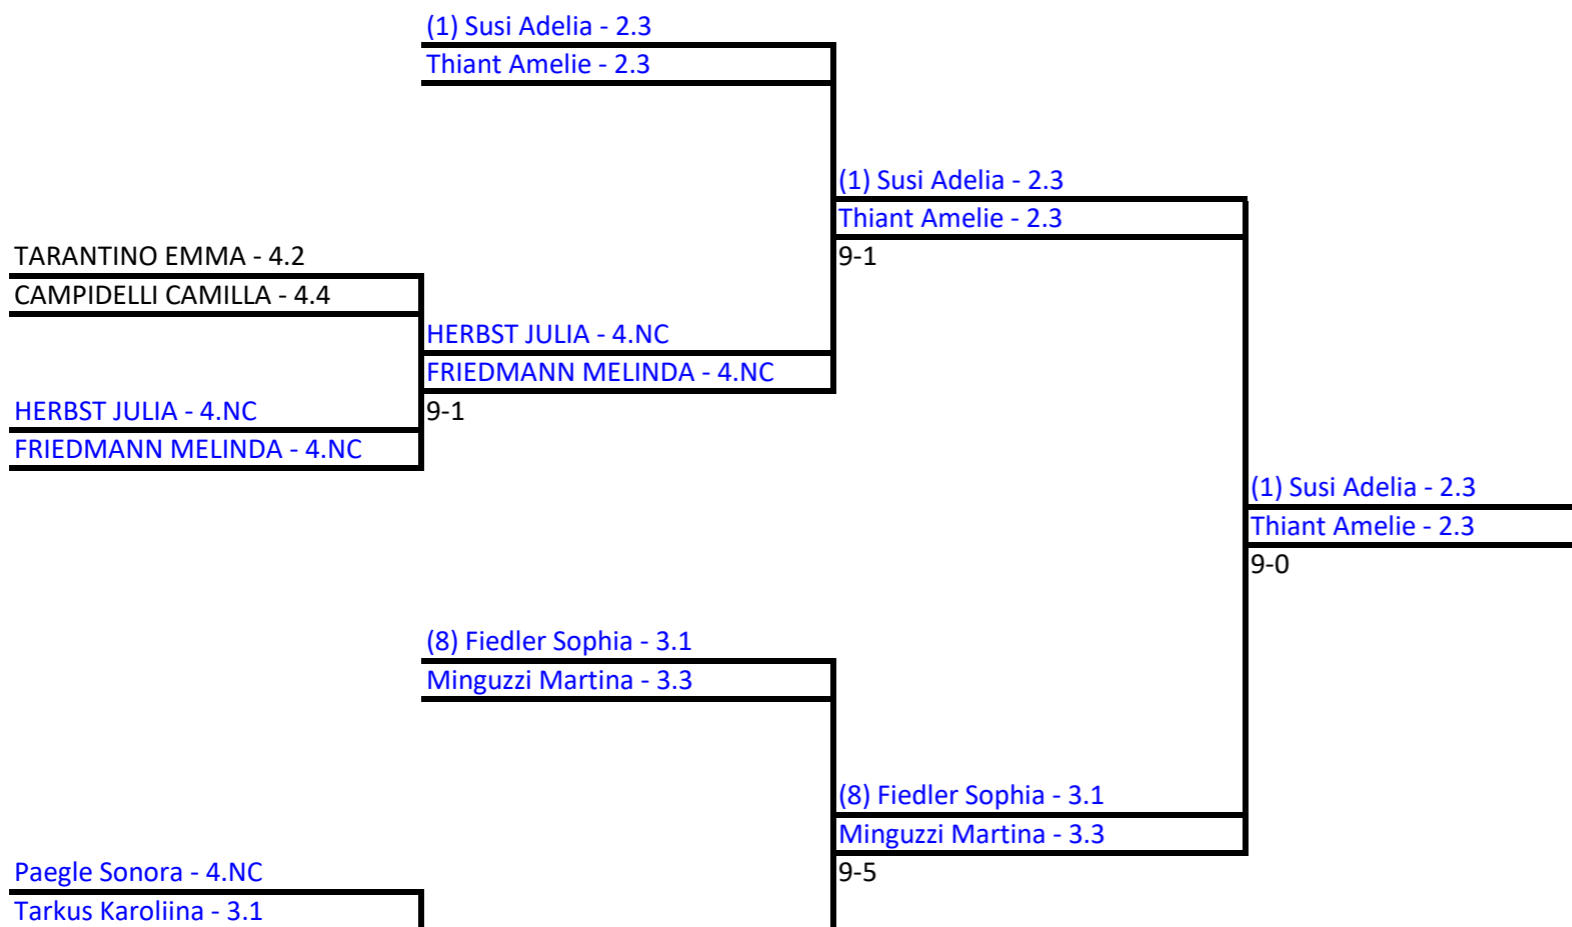 (1) Susi Adelia - 2.3
Thiant Amelie - 2.3
(1) Susi Adelia - 2.3
Thiant Amelie - 2.3
TARANTINO EMMA - 4.2
9-1
CAMPIDELLI CAMILLA - 4.4
HERBST JULIA - 4.NC
FRIEDMANN MELINDA - 4.NC
HERBST JULIA - 4.NC
9-1
FRIEDMANN MELINDA - 4.NC
(1) Susi Adelia - 2.3
Thiant Amelie - 2.3
9-0
(8) Fiedler Sophia - 3.1
Minguzzi Martina - 3.3
(8) Fiedler Sophia - 3.1
Minguzzi Martina - 3.3
Paegle Sonora - 4.NC
9-5
Tarkus Karoliina - 3.1